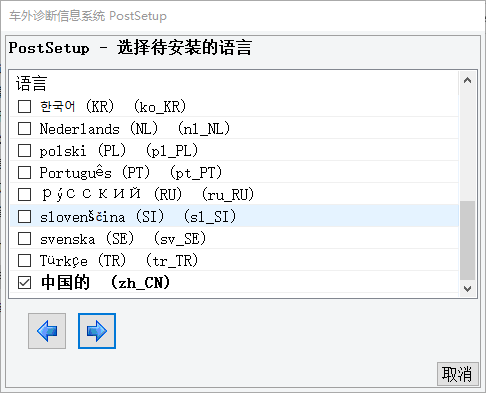 车外诊断信息系统 PostSetup
PostSetup - 选择待安装的语言
语言
한국어 (KR) (ko_KR)
Nederlands (NL) (nl_NL)
polski (PL) (pl_PL)
Português (PT) (pt_PT)
рýССКИЙ (RU) (ru_RU)
slovenščina (SI) (sl_SI)
svenska (SE) (sv_SE)
Türkçe (TR) (tr_TR)
中国的 (zh_CN)
取消